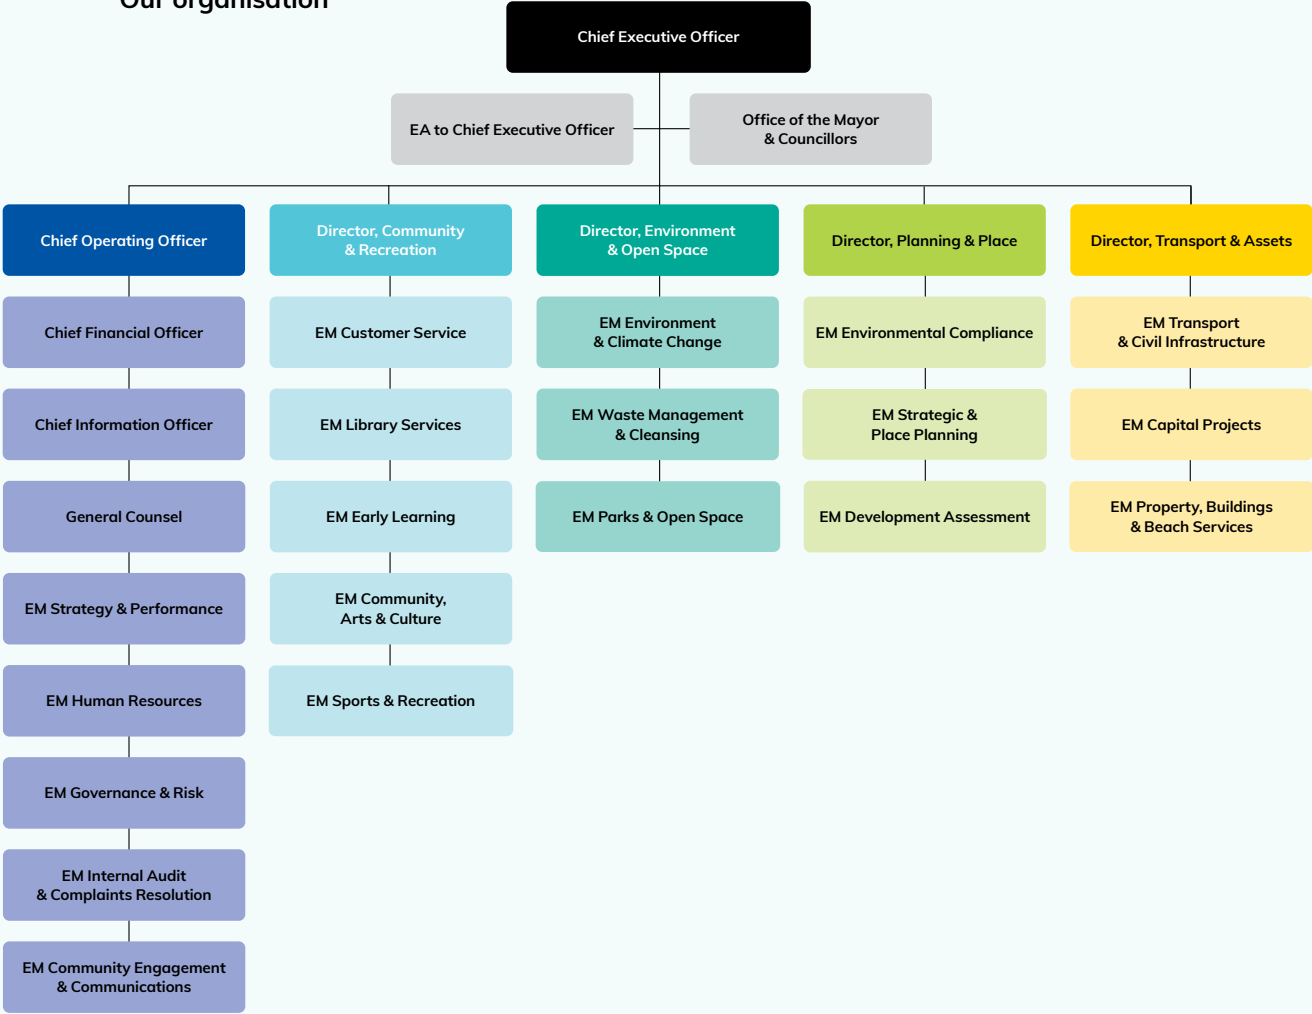 Our organisation
Chief Executive Officer
EA to Chief Executive Officer
Office of the Mayor
& Councillors
Chief Operating Officer
Chief Financial Officer
Chief Information Officer
General Counsel
EM Strategy & Performance
EM Human Resources
EM Governance & Risk
EM Internal Audit
& Complaints Resolution
EM Community Engagement
& Communications
Director, Community
& Recreation
EM Customer Service
EM Library Services
EM Early Learning
EM Community,
Arts & Culture
EM Sports & Recreation
Director, Environment
& Open Space
EM Environment
& Climate Change
EM Waste Management
& Cleansing
EM Parks & Open Space
Director, Planning & Place
EM Environmental Compliance
EM Strategic &
Place Planning
EM Development Assessment
Director, Transport & Assets
EM Transport
& Civil Infrastructure
EM Capital Projects
EM Property, Buildings
& Beach Services